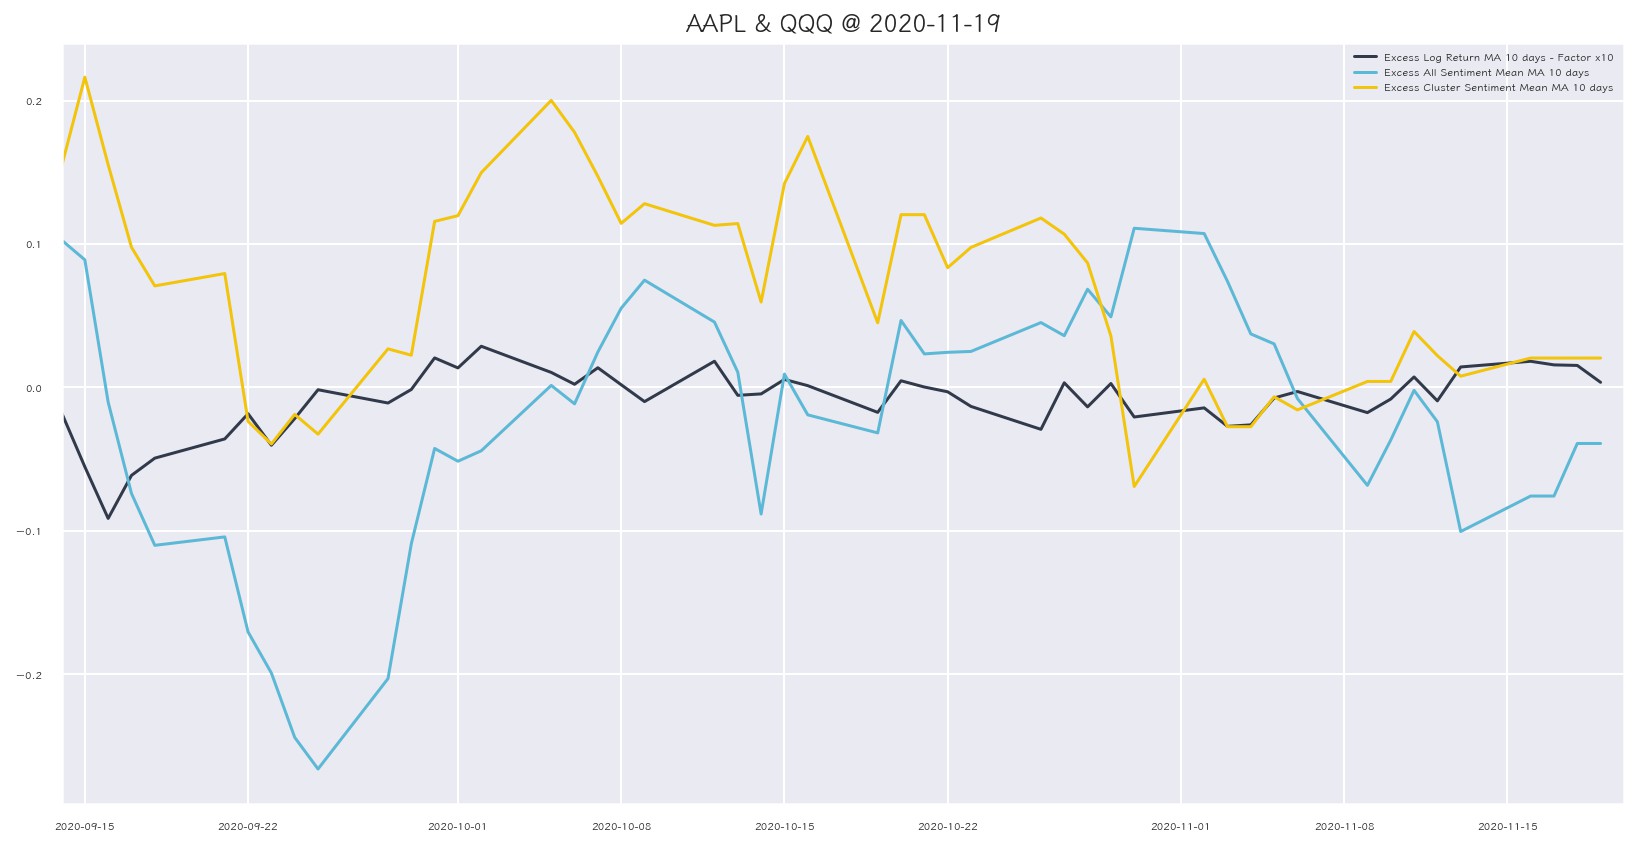 AAPL & QQQ @ 2020-11-19
Excess Log Return MA 10 days - Factor x10
Excess All Sentiment Mean MA 10 days
Excess Cluster Sentiment Mean MA 10 days
0.2
0.1
0.0
−0.1
−0.2
2020-09-15 2020-09-22 2020-10-01 2020-10-08 2020-10-15 2020-10-22 2020-11-01 2020-11-08 2020-11-15